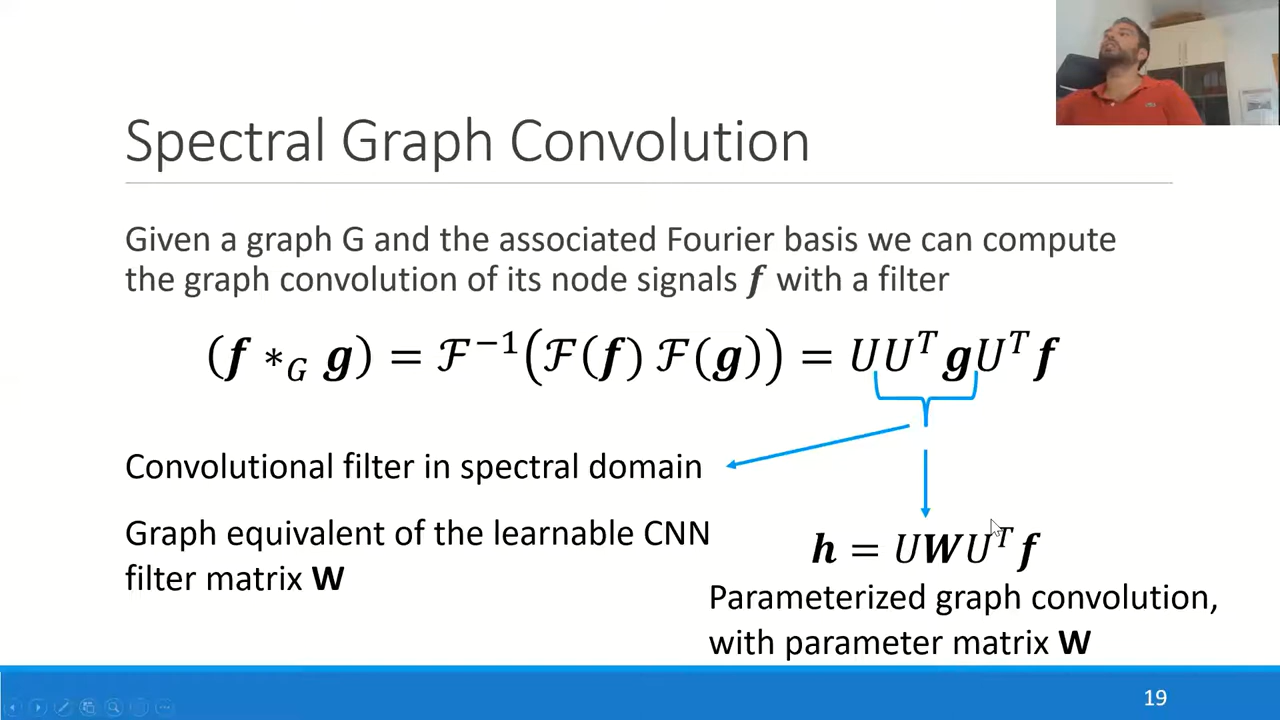 Spectral Graph Convolution
Given a graph G and the associated Fourier basis we can compute
the graph convolution of its node signals f with a filter
(f ∗_G g) = ℱ⁻¹(ℱ(f) ℱ(g)) = UUᵀgUᵀf
Convolutional filter in spectral domain
Graph equivalent of the learnable CNN
filter matrix W
h = UWUᵀf
Parameterized graph convolution,
with parameter matrix W
19